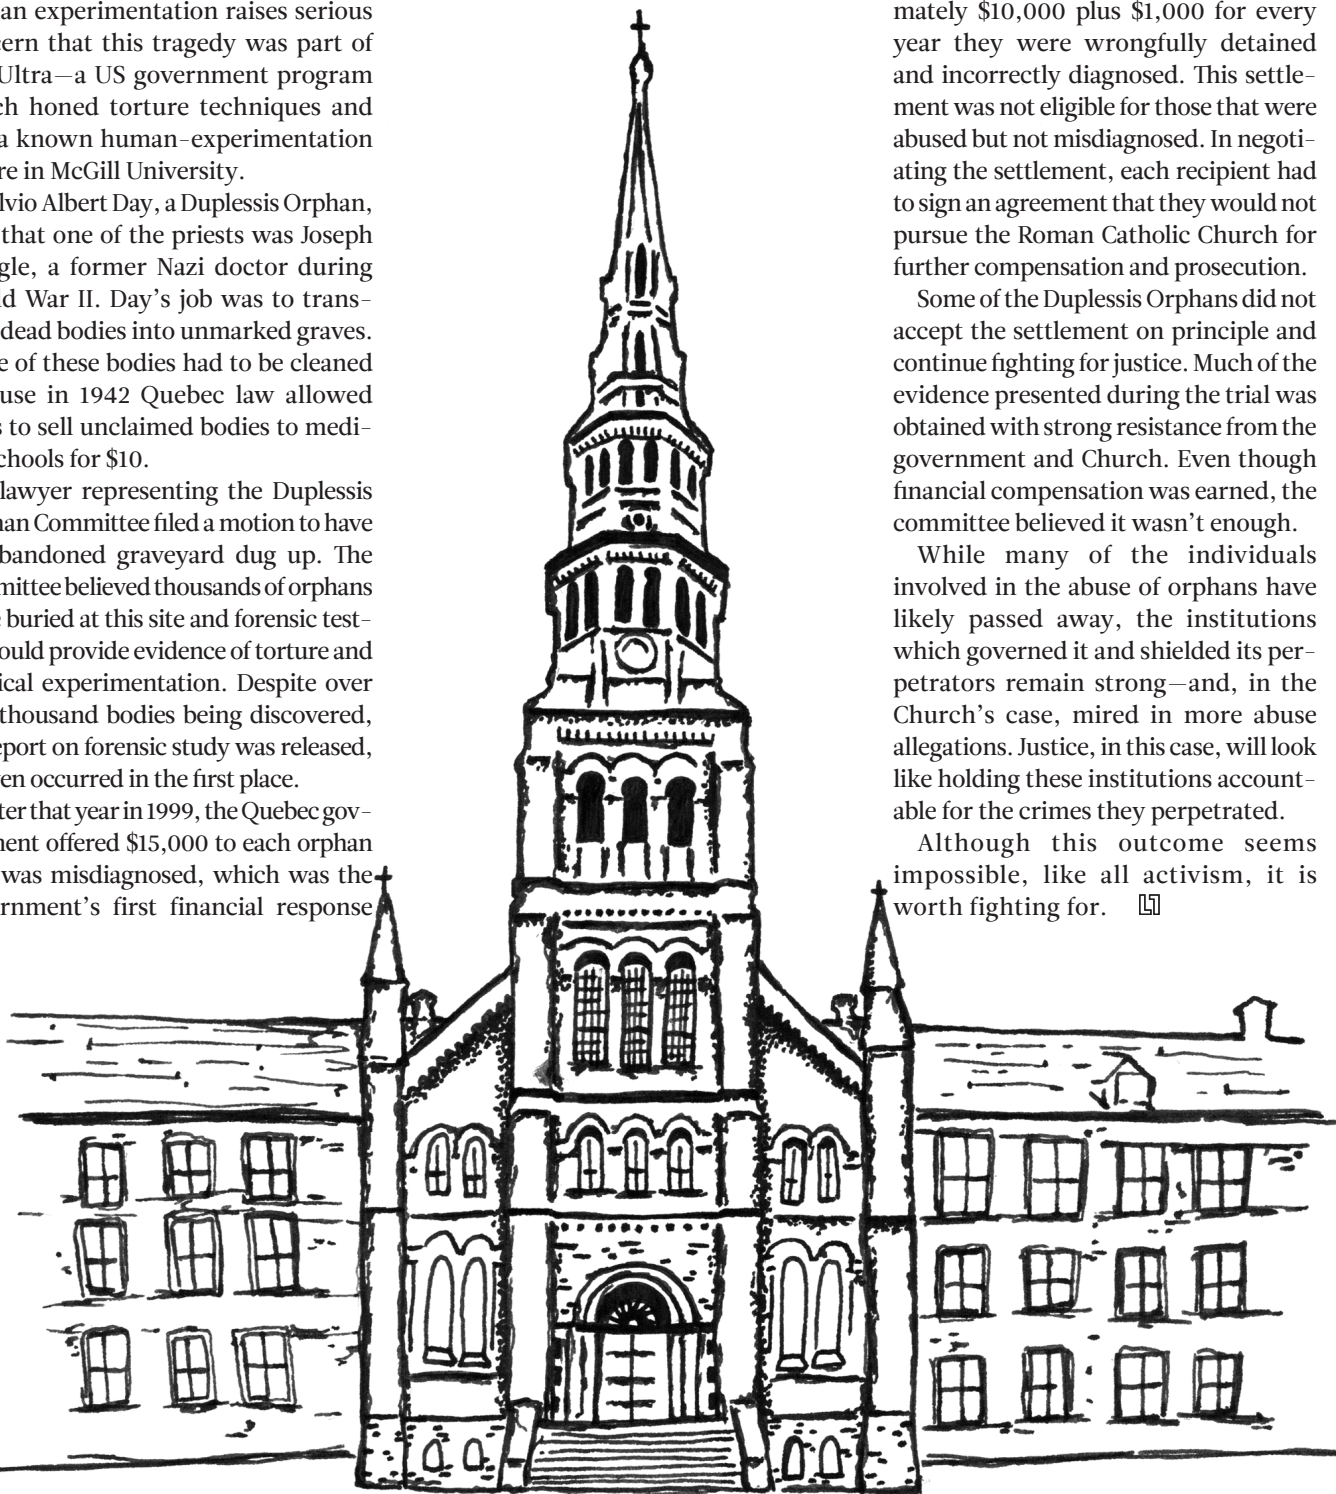 an experimentation raises serious
ern that this tragedy was part of
Ultra—a US government program
ch honed torture techniques and
a known human-experimentation
re in McGill University.
lvio Albert Day, a Duplessis Orphan,
that one of the priests was Joseph
gle, a former Nazi doctor during
ld War II. Day’s job was to trans-
dead bodies into unmarked graves.
e of these bodies had to be cleaned
use in 1942 Quebec law allowed
s to sell unclaimed bodies to medi-
chools for $10.
lawyer representing the Duplessis
nan Committee filed a motion to have
bandoned graveyard dug up. The
mittee believed thousands of orphans
e buried at this site and forensic test-
ould provide evidence of torture and
ical experimentation. Despite over
thousand bodies being discovered,
eport on forensic study was released,
ven occurred in the first place.
ter that year in 1999, the Quebec gov-
nent offered $15,000 to each orphan
was misdiagnosed, which was the
rnment’s first financial response
mately $10,000 plus $1,000 for every
year they were wrongfully detained
and incorrectly diagnosed. This settle-
ment was not eligible for those that were
abused but not misdiagnosed. In negoti-
ating the settlement, each recipient had
to sign an agreement that they would not
pursue the Roman Catholic Church for
further compensation and prosecution.
Some of the Duplessis Orphans did not
accept the settlement on principle and
continue fighting for justice. Much of the
evidence presented during the trial was
obtained with strong resistance from the
government and Church. Even though
financial compensation was earned, the
committee believed it wasn’t enough.
While many of the individuals
involved in the abuse of orphans have
likely passed away, the institutions
which governed it and shielded its per-
petrators remain strong—and, in the
Church’s case, mired in more abuse
allegations. Justice, in this case, will look
like holding these institutions account-
able for the crimes they perpetrated.
Although this outcome seems
impossible, like all activism, it is
worth fighting for.